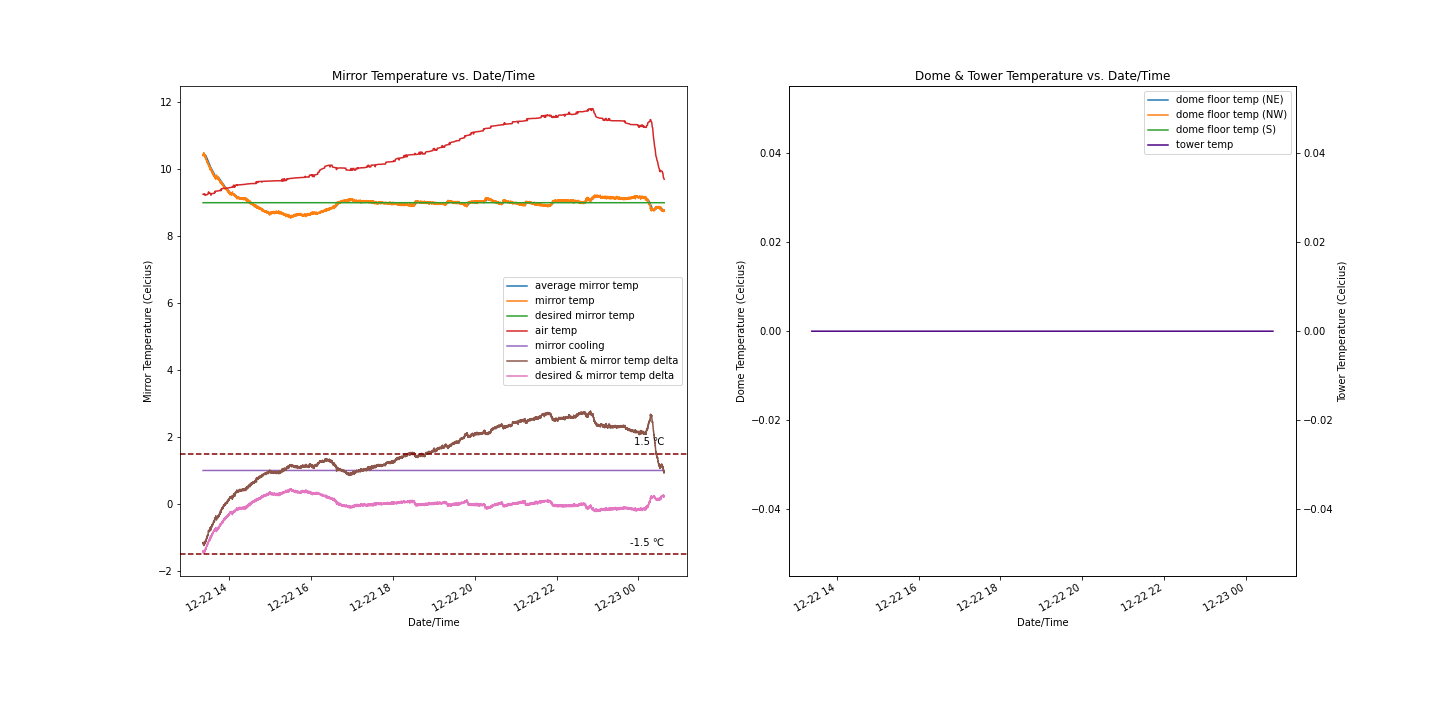 Mirror Temperature vs. Date/Time
12
10
8
6
4
2
0
−2
Mirror Temperature (Celcius)
average mirror temp
mirror temp
desired mirror temp
air temp
mirror cooling
ambient & mirror temp delta
desired & mirror temp delta
1.5 °C
-1.5 °C
12-22 14
12-22 16
12-22 18
12-22 20
12-22 22
12-23 00
Date/Time
Dome & Tower Temperature vs. Date/Time
dome floor temp (NE)
dome floor temp (NW)
dome floor temp (S)
tower temp
0.04
0.02
0.00
−0.02
−0.04
Dome Temperature (Celcius)
0.04
0.02
0.00
−0.02
−0.04
Tower Temperature (Celcius)
12-22 14
12-22 16
12-22 18
12-22 20
12-22 22
12-23 00
Date/Time